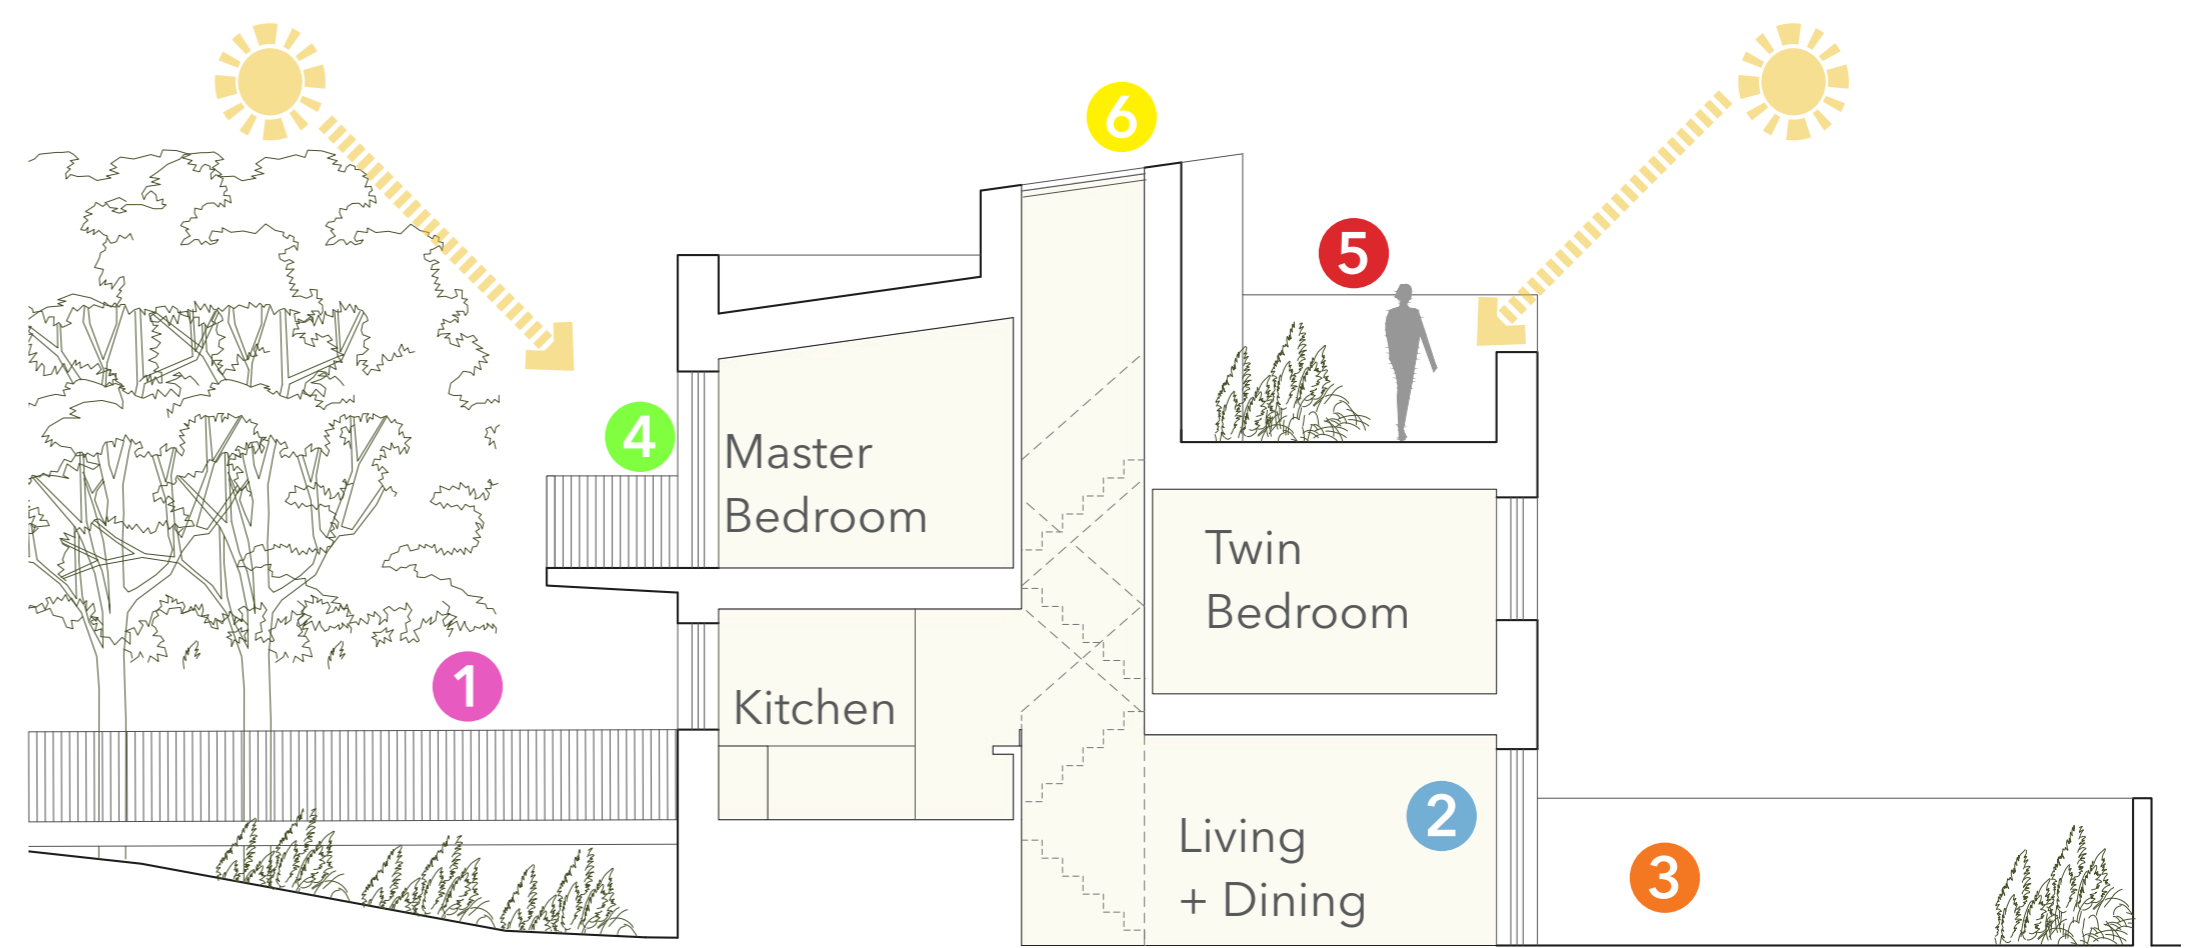 6
5
4
Master
Bedroom
Twin
Bedroom
1
Kitchen
2
Living
+ Dining
3